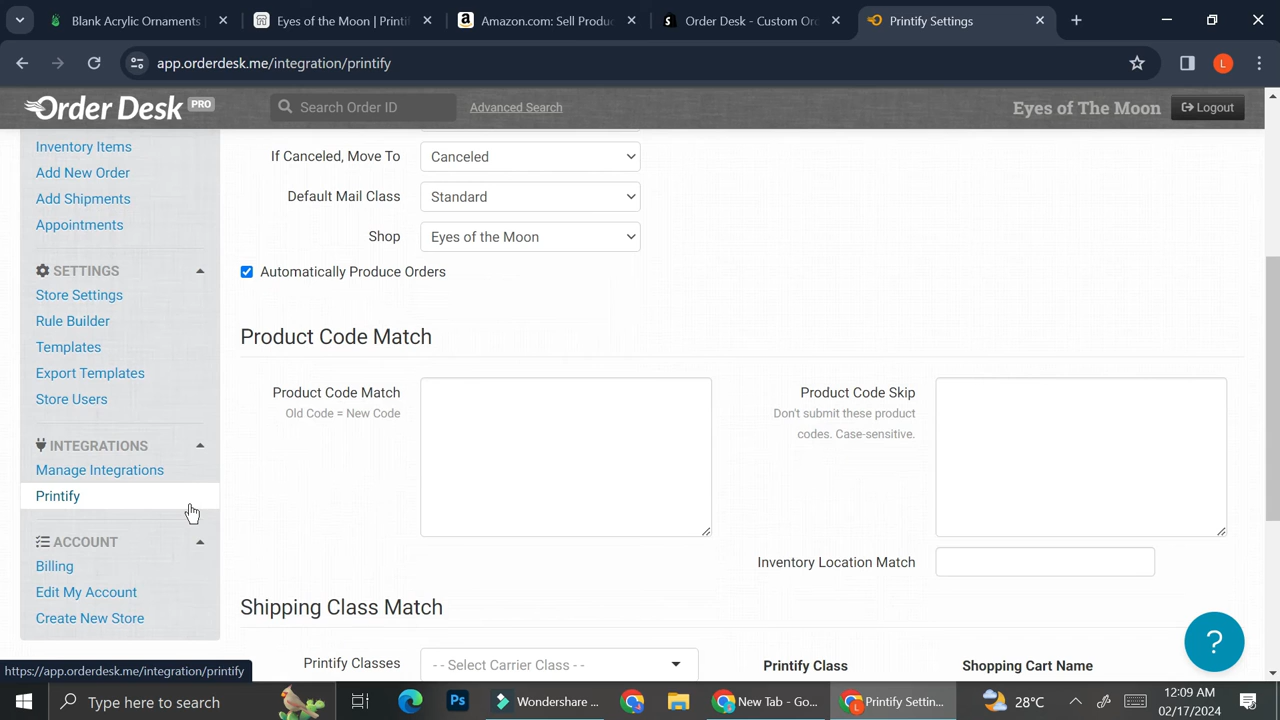 Blank Acrylic Ornaments
Eyes of the Moon | Printif
Amazon.com: Sell Produc
Order Desk - Custom Or
Printify Settings
app.orderdesk.me/integration/printify
L
Order Desk PRO
Search Order ID
Advanced Search
Eyes of The Moon
Logout
Inventory Items
Add New Order
Add Shipments
Appointments
SETTINGS
Store Settings
Rule Builder
Templates
Export Templates
Store Users
INTEGRATIONS
Manage Integrations
Printify
ACCOUNT
Billing
Edit My Account
Create New Store
If Canceled, Move To
Canceled
Default Mail Class
Standard
Shop
Eyes of the Moon
Automatically Produce Orders
Product Code Match
Product Code Match
Old Code = New Code
Product Code Skip
Don't submit these product
codes. Case-sensitive.
Inventory Location Match
Shipping Class Match
Printify Classes
- - Select Carrier Class - -
Printify Class
Shopping Cart Name
?
https://app.orderdesk.me/integration/printify
Type here to search
Ps
Wondershare ...
New Tab - Go...
L
Printify Settin...
28°C
12:09 AM
02/17/2024